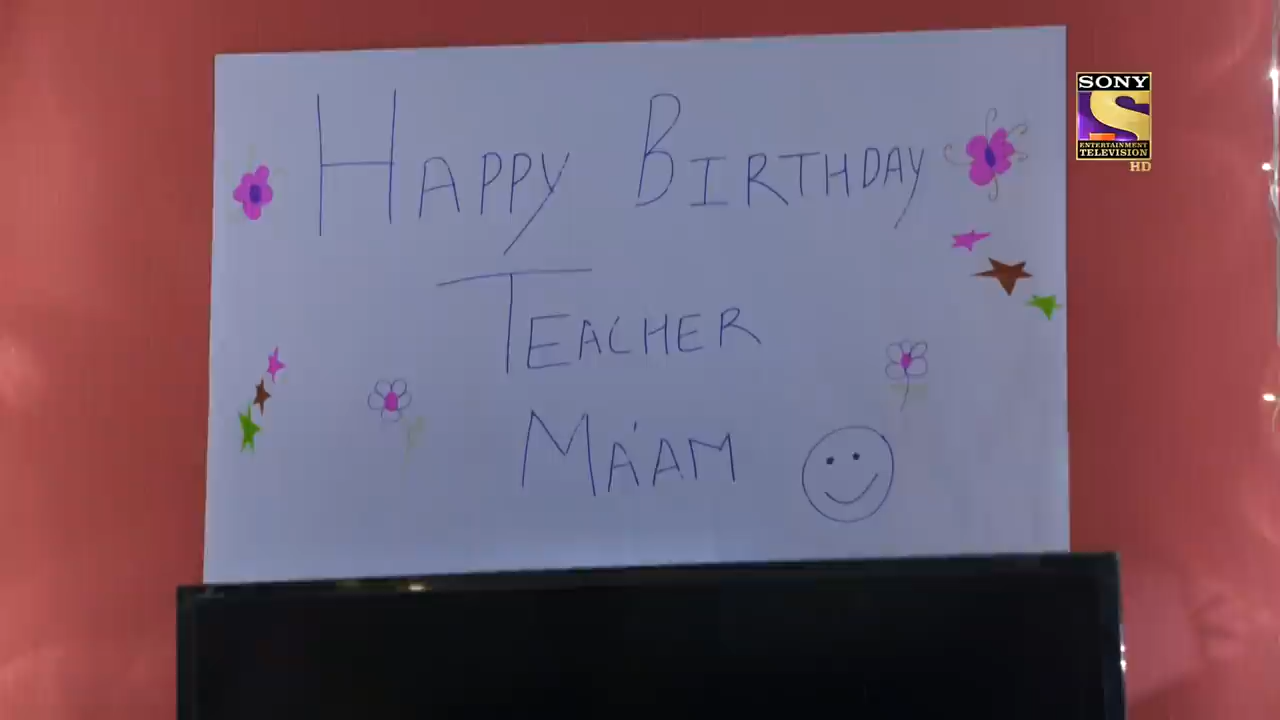 HAPPY BIRTHDAY
TEACHER
MA'AM
SONY
ENTERTAINMENT
TELEVISION
HD